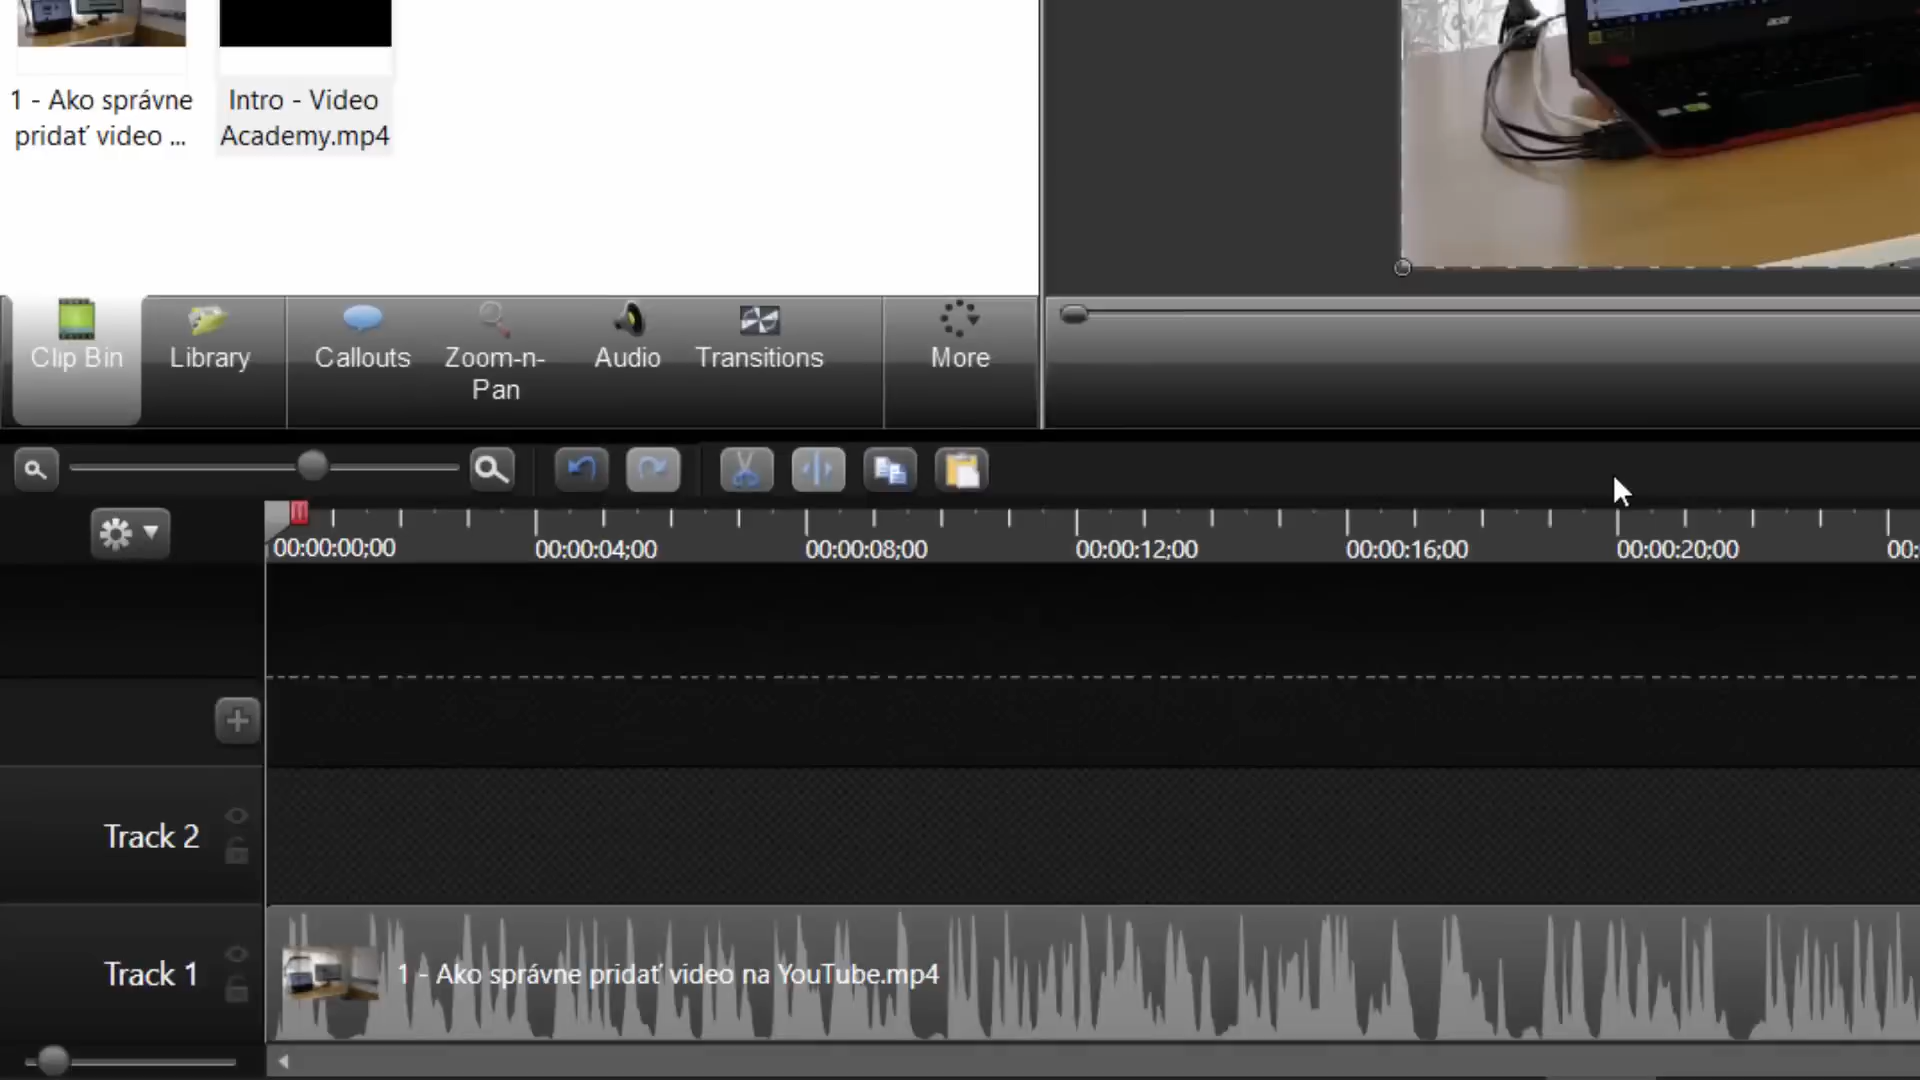 1 - Ako správne
pridať video ...
Intro - Video
Academy.mp4
acer
Clip Bin
Library
Callouts
Zoom-n-
Pan
Audio
Transitions
More
00:00:00;00
00:00:04;00
00:00:08;00
00:00:12;00
00:00:16;00
00:00:20;00
00:
Track 2
Track 1
1 - Ako správne pridať video na YouTube.mp4